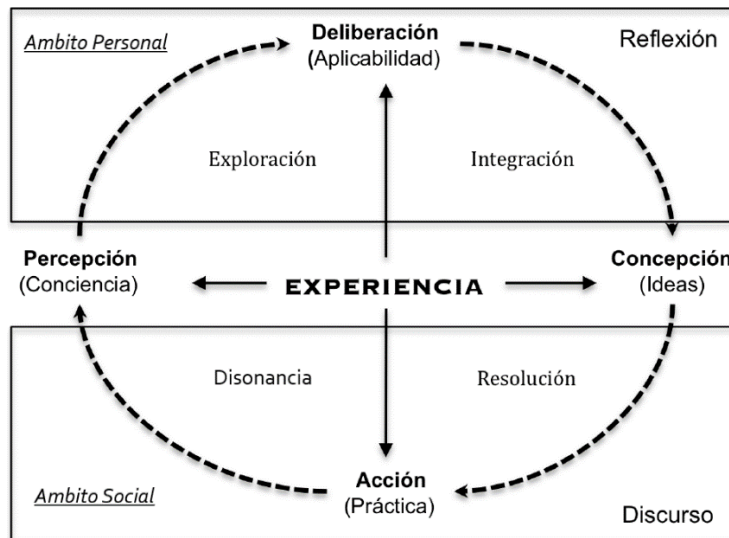 Ambito Personal
Deliberación
(Aplicabilidad)
Reflexión
Exploración
Integración
Percepción
(Conciencia)
EXPERIENCIA
Concepción
(Ideas)
Disonancia
Resolución
Acción
(Práctica)
Ambito Social
Discurso